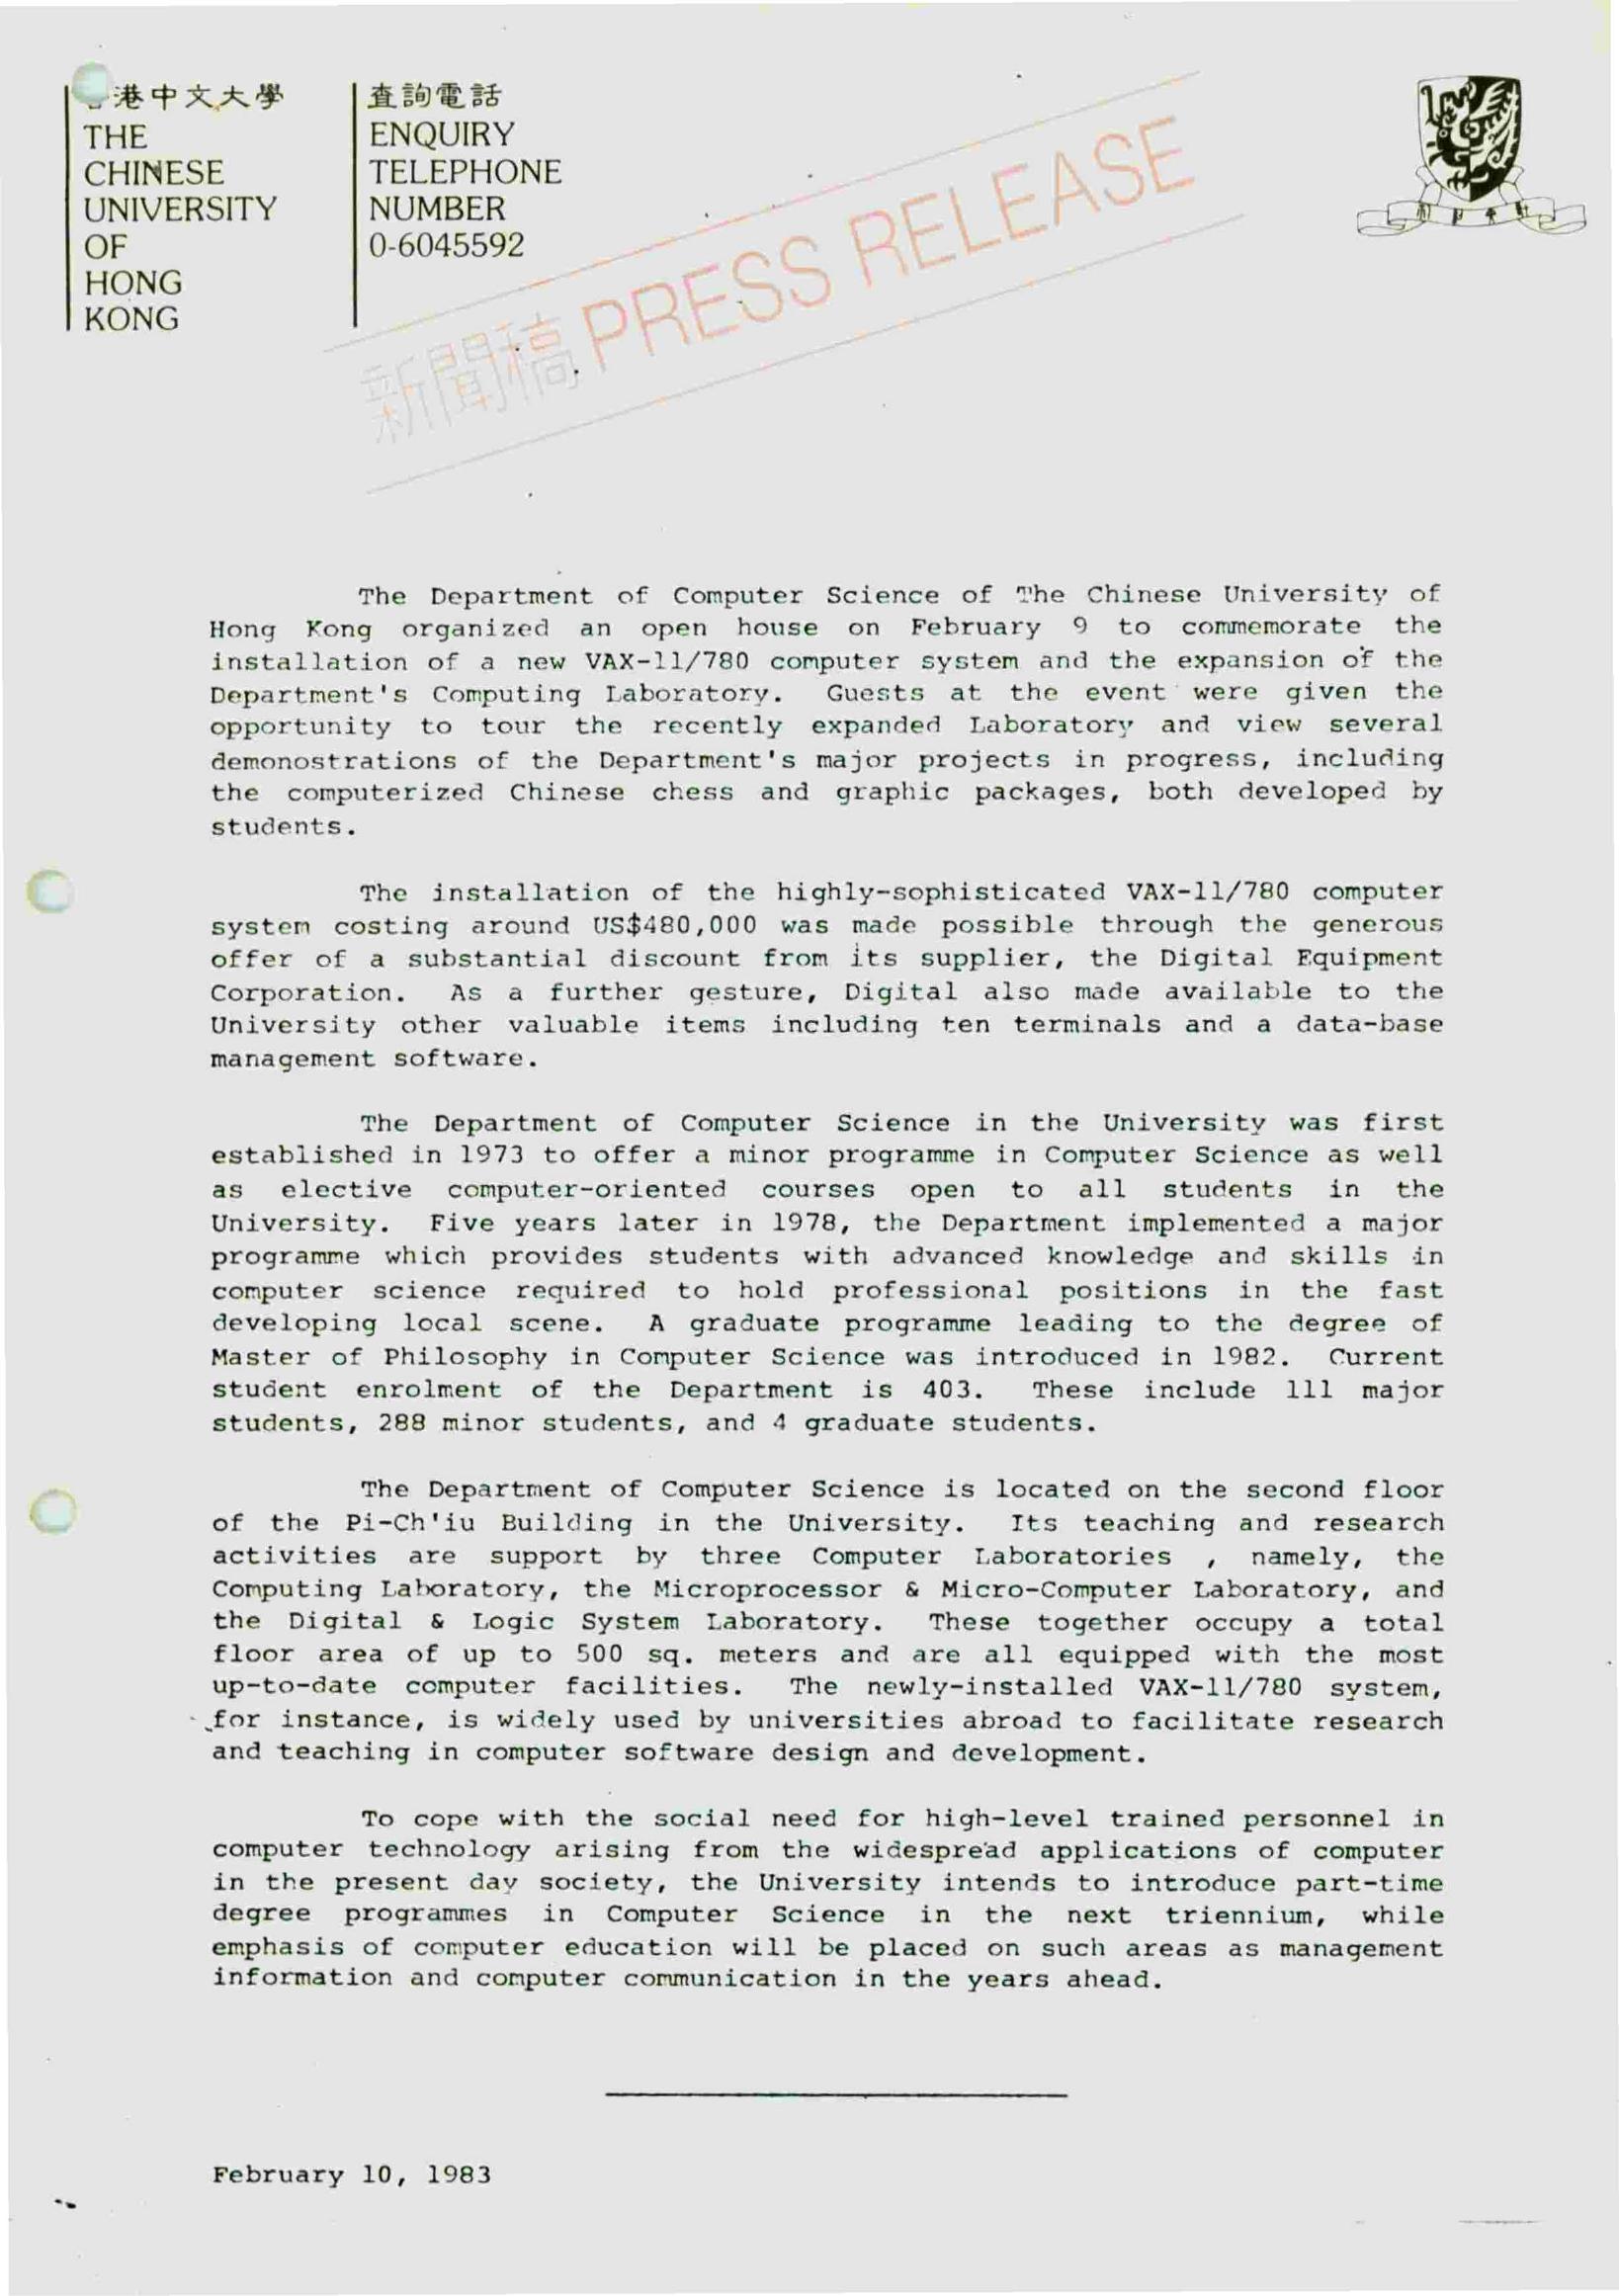 港中文大學
THE
CHINESE
UNIVERSITY
OF
HONG
KONG
查詢電話
ENQUIRY
TELEPHONE
NUMBER
0-6045592
新聞稿 PRESS RELEASE
The Department of Computer Science of The Chinese University of
Hong Kong organized an open house on February 9 to commemorate the
installation of a new VAX-11/780 computer system and the expansion of the
Department's Computing Laboratory. Guests at the event were given the
opportunity to tour the recently expanded Laboratory and view several
demonostrations of the Department's major projects in progress, including
the computerized Chinese chess and graphic packages, both developed by
students.
The installation of the highly-sophisticated VAX-11/780 computer
system costing around US$480,000 was made possible through the generous
offer of a substantial discount from its supplier, the Digital Equipment
Corporation. As a further gesture, Digital also made available to the
University other valuable items including ten terminals and a data-base
management software.
The Department of Computer Science in the University was first
established in 1973 to offer a minor programme in Computer Science as well
as elective computer-oriented courses open to all students in the
University. Five years later in 1978, the Department implemented a major
programme which provides students with advanced knowledge and skills in
computer science required to hold professional positions in the fast
developing local scene. A graduate programme leading to the degree of
Master of Philosophy in Computer Science was introduced in 1982. Current
student enrolment of the Department is 403. These include 111 major
students, 288 minor students, and 4 graduate students.
The Department of Computer Science is located on the second floor
of the Pi-Ch'iu Building in the University. Its teaching and research
activities are support by three Computer Laboratories , namely, the
Computing Laboratory, the Microprocessor & Micro-Computer Laboratory, and
the Digital & Logic System Laboratory. These together occupy a total
floor area of up to 500 sq. meters and are all equipped with the most
up-to-date computer facilities. The newly-installed VAX-11/780 system,
for instance, is widely used by universities abroad to facilitate research
and teaching in computer software design and development.
To cope with the social need for high-level trained personnel in
computer technology arising from the widespread applications of computer
in the present day society, the University intends to introduce part-time
degree programmes in Computer Science in the next triennium, while
emphasis of computer education will be placed on such areas as management
information and computer communication in the years ahead.
February 10, 1983